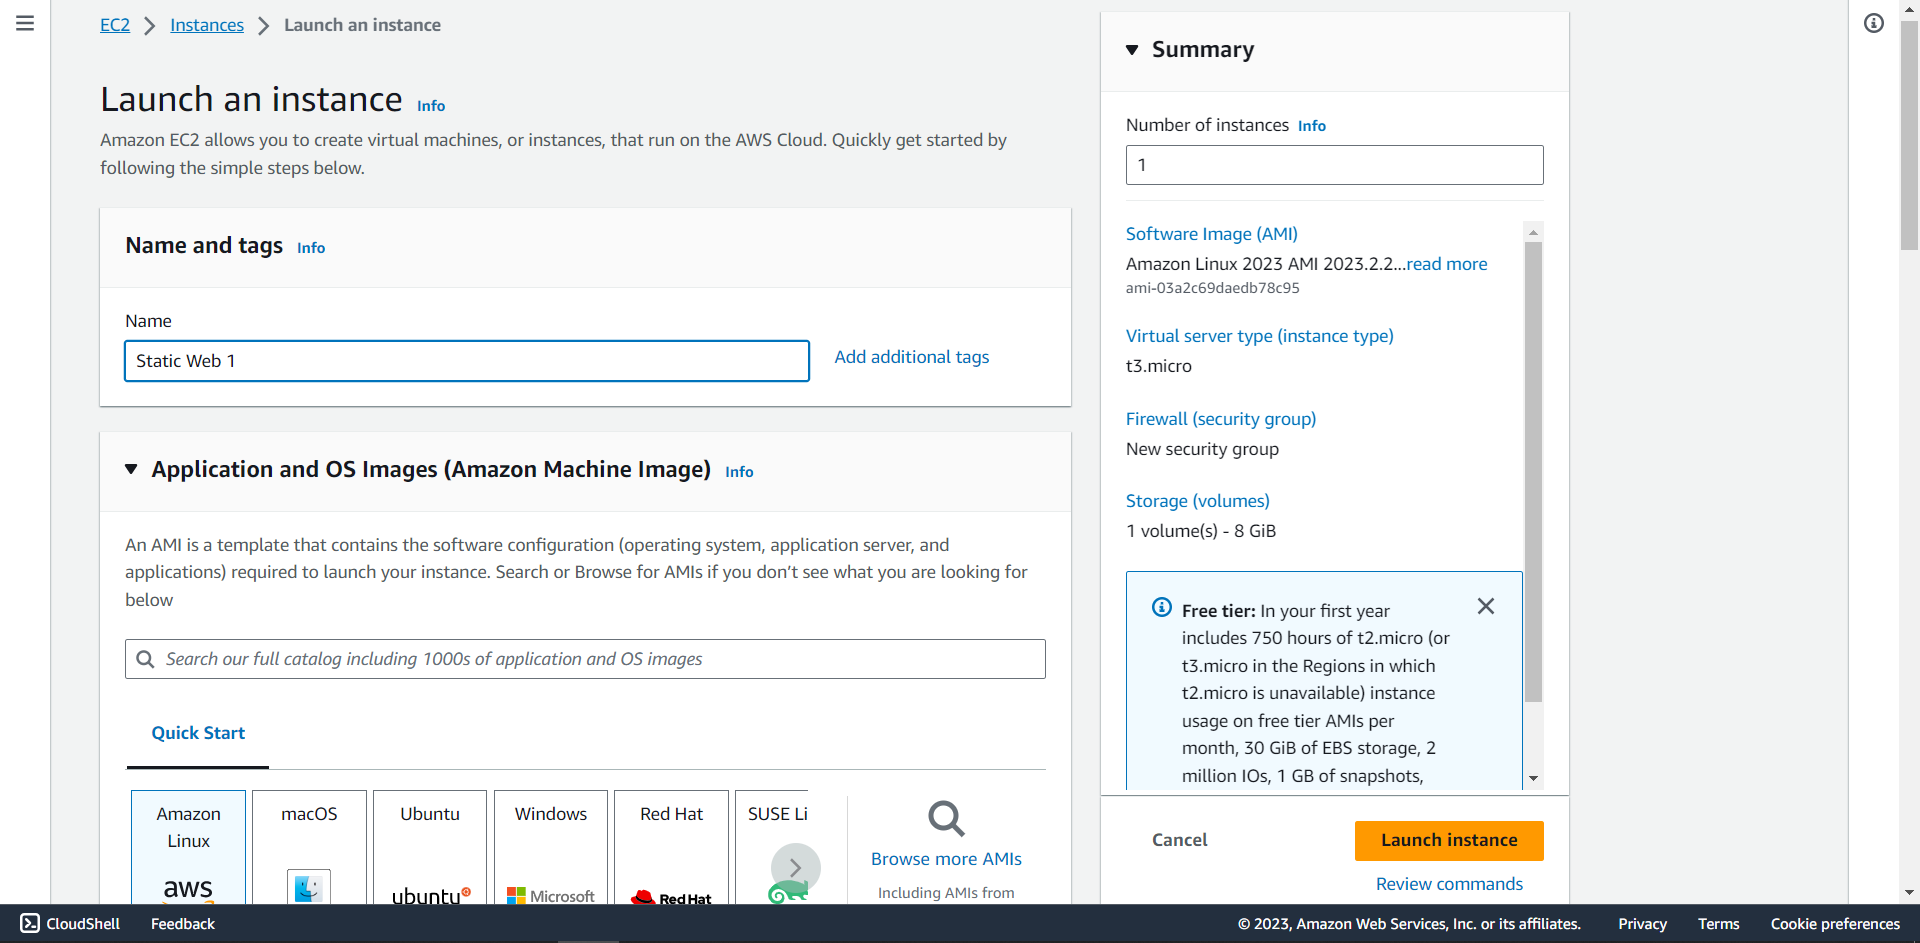 EC2 Instances Launch an instance
Launch an instance Info
Amazon EC2 allows you to create virtual machines, or instances, that run on the AWS Cloud. Quickly get started by
following the simple steps below.
Name and tags Info
Name
Static Web 1
Add additional tags
Application and OS Images (Amazon Machine Image) Info
An AMI is a template that contains the software configuration (operating system, application server, and
applications) required to launch your instance. Search or Browse for AMIs if you don’t see what you are looking for
below
Search our full catalog including 1000s of application and OS images
Quick Start
Amazon
Linux
aws
macOS
Ubuntu
ubuntu
Windows
Microsoft
Red Hat
Red Hat
SUSE Li
Browse more AMIs
Including AMIs from
Summary
Number of instances Info
1
Software Image (AMI)
Amazon Linux 2023 AMI 2023.2.2...read more
ami-03a2c69daedb78c95
Virtual server type (instance type)
t3.micro
Firewall (security group)
New security group
Storage (volumes)
1 volume(s) - 8 GiB
Free tier: In your first year
includes 750 hours of t2.micro (or
t3.micro in the Regions in which
t2.micro is unavailable) instance
usage on free tier AMIs per
month, 30 GiB of EBS storage, 2
million IOs, 1 GB of snapshots,
Cancel
Launch instance
Review commands
CloudShell Feedback
© 2023, Amazon Web Services, Inc. or its affiliates. Privacy Terms Cookie preferences